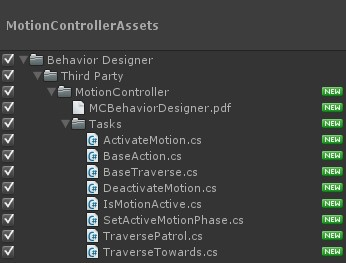 MotionControllerAssets
Behavior Designer
Third Party
MotionController NEW
MCBehaviorDesigner.pdf NEW
Tasks NEW
ActivateMotion.cs NEW
BaseAction.cs NEW
BaseTraverse.cs NEW
DeactivateMotion.cs NEW
IsMotionActive.cs NEW
SetActiveMotionPhase.cs NEW
TraversePatrol.cs NEW
TraverseTowards.cs NEW